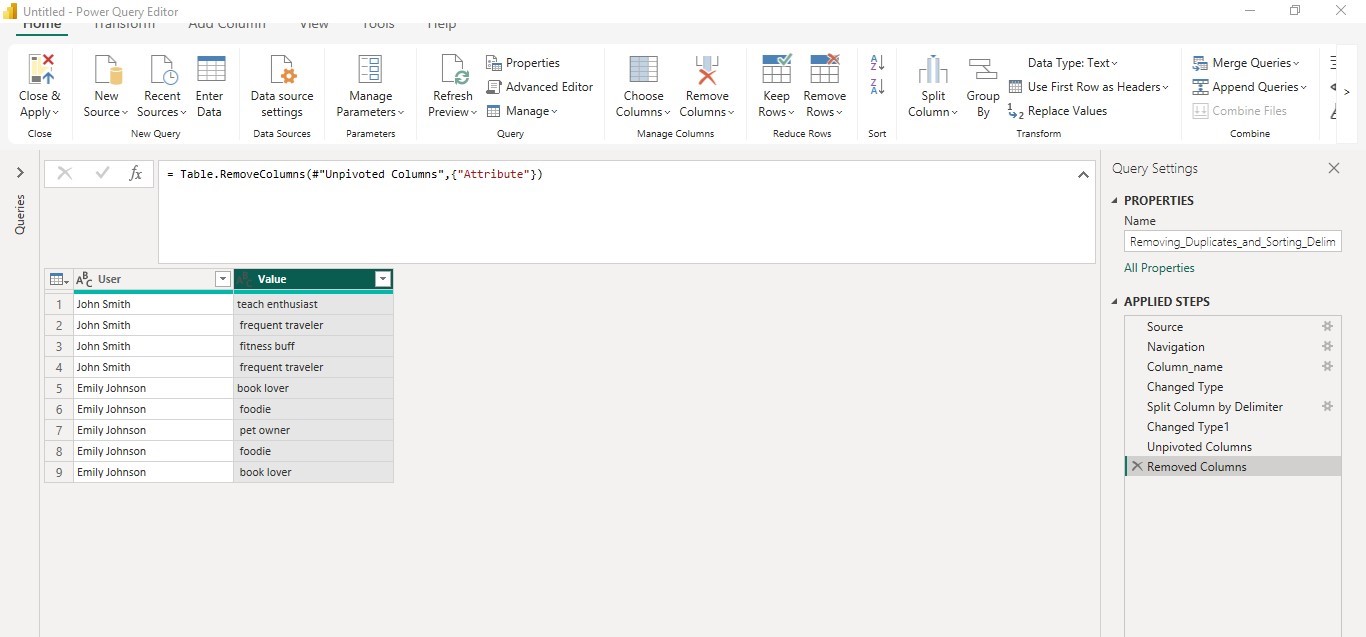 Untitled - Power Query Editor
Home Transform Add Column View Tools Help
Close & Apply
Close
New Source
Recent Sources
Enter Data
New Query
Data source settings
Data Sources
Manage Parameters
Parameters
Refresh Preview
Properties
Advanced Editor
Manage
Query
Choose Columns
Remove Columns
Manage Columns
Keep Rows
Remove Rows
Reduce Rows
Sort
Split Column
Group By
Data Type: Text
Use First Row as Headers
Replace Values
Transform
Merge Queries
Append Queries
Combine Files
Combine
Queries
fx
= Table.RemoveColumns(#"Unpivoted Columns",{"Attribute"})
ABC User Value
1 John Smith teach enthusiast
2 John Smith frequent traveler
3 John Smith fitness buff
4 John Smith frequent traveler
5 Emily Johnson book lover
6 Emily Johnson foodie
7 Emily Johnson pet owner
8 Emily Johnson foodie
9 Emily Johnson book lover
Query Settings
PROPERTIES
Name
Removing_Duplicates_and_Sorting_Delim
All Properties
APPLIED STEPS
Source
Navigation
Column_name
Changed Type
Split Column by Delimiter
Changed Type1
Unpivoted Columns
Removed Columns